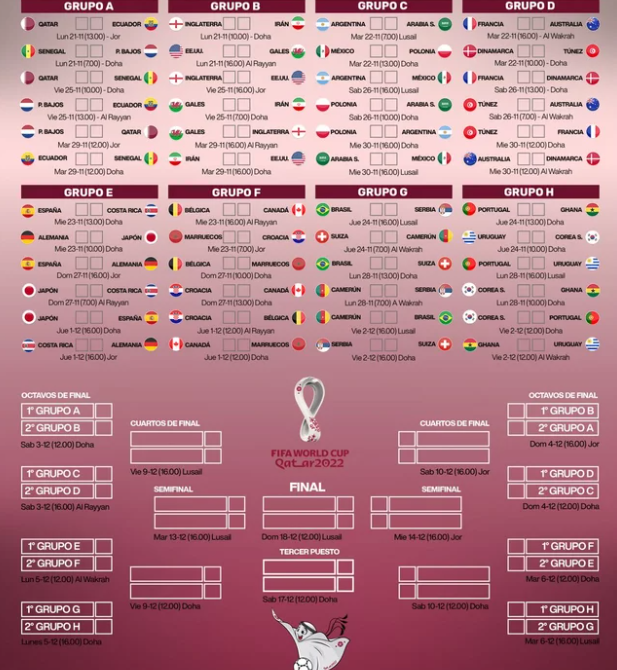 GRUPO A
QATAR ECUADOR
Lun 21-11 (13:00) - Jor
SENEGAL P. BAJOS
Lun 21-11 (7:00) - Doha
QATAR SENEGAL
Vie 25-11 (10:00) - Doha
P. BAJOS ECUADOR
Vie 25-11 (13:00) - Al Rayyan
P. BAJOS QATAR
Mar 29-11 (12:00) Jor
ECUADOR SENEGAL
Mar 29-11 (12:00) Doha
GRUPO B
INGLATERRA IRÁN
Lun 21-11 (10:00) - Doha
EE.UU. GALES
Lun 21-11 (16:00) Al Rayyan
INGLATERRA EE.UU.
Vie 25-11 (16:00) Jor
GALES IRÁN
Vie 25-11 (7:00) Doha
GALES INGLATERRA
Mar 29-11 (16:00) Al Rayyan
IRÁN EE.UU.
Mar 29-11 (16:00) Doha
GRUPO C
ARGENTINA ARABIA S.
Mar 22-11 (7:00) Lusail
MÉXICO POLONIA
Mar 22-11 (13:00) Doha
ARGENTINA MÉXICO
Sab 26-11 (16:00) Lusail
POLONIA ARABIA S.
Sab 26-11 (10:00) Doha
POLONIA ARGENTINA
Mie 30-11 (16:00) Doha
ARABIA S. MÉXICO
Mie 30-11 (16:00) Lusail
GRUPO D
FRANCIA AUSTRALIA
Mar 22-11 (16:00) - Al Wakrah
DINAMARCA TÚNEZ
Mar 22-11 (10:00) Doha
FRANCIA DINAMARCA
Sab 26-11 (13:00) - Doha
TÚNEZ AUSTRALIA
Sab 26-11 (7:00) Al Wakrah
TÚNEZ FRANCIA
Mie 30-11 (12:00) Doha
AUSTRALIA DINAMARCA
Mie 30-11 (12:00) Al Wakrah
GRUPO E
ESPAÑA COSTA RICA
Mie 23-11 (13:00) Doha
ALEMANIA JAPÓN
Mie 23-11 (10:00) Doha
ESPAÑA ALEMANIA
Dom 27-11 (16:00) Jor
JAPÓN COSTA RICA
Dom 27-11 (7:00) Al Rayyan
JAPÓN ESPAÑA
Jue 1-12 (16:00) Doha
COSTA RICA ALEMANIA
Jue 1-12 (16:00) Jor
GRUPO F
BÉLGICA CANADÁ
Mie 23-11 (16:00) Al Rayyan
MARRUECOS CROACIA
Mie 23-11 (7:00) Jor
BÉLGICA MARRUECOS
Dom 27-11 (10:00) Doha
CROACIA CANADÁ
Dom 27-11 (13:00) Doha
CROACIA BÉLGICA
Jue 1-12 (12:00) Al Rayyan
CANADÁ MARRUECOS
Jue 1-12 (12:00) Doha
GRUPO G
BRASIL SERBIA
Jue 24-11 (16:00) Lusail
SUIZA CAMERÚN
Jue 24-11 (7:00) Al Wakrah
BRASIL SUIZA
Lun 28-11 (13:00) Doha
CAMERÚN SERBIA
Lun 28-11 (7:00) Al Wakrah
CAMERÚN BRASIL
Vie 2-12 (16:00) Lusail
SERBIA SUIZA
Vie 2-12 (16:00) Doha
GRUPO H
PORTUGAL GHANA
Jue 24-11 (13:00) Doha
URUGUAY COREA S.
Jue 24-11 (10:00) Doha
PORTUGAL URUGUAY
Lun 28-11 (16:00) Lusail
COREA S. GHANA
Lun 28-11 (10:00) Doha
COREA S. PORTUGAL
Vie 2-12 (12:00) Doha
GHANA URUGUAY
Vie 2-12 (12:00) Al Wakrah
OCTAVOS DE FINAL
1° GRUPO A
2° GRUPO B
Sab 3-12 (12:00) Doha
1° GRUPO C
2° GRUPO D
Sab 3-12 (16:00) Al Rayyan
1° GRUPO E
2° GRUPO F
Lun 5-12 (12:00) Al Wakrah
1° GRUPO G
2° GRUPO H
Lunes 5-12 (16:00) Doha
CUARTOS DE FINAL
Vie 9-12 (16:00) Lusail
SEMIFINAL
Mar 13-12 (16:00) Lusail
Vie 9-12 (12:00) Doha
FIFA WORLD CUP
Qatar2022
FINAL
Dom 18-12 (12:00) Lusail
TERCER PUESTO
Sab 17-12 (12:00) Doha
CUARTOS DE FINAL
Sab 10-12 (16:00) Jor
SEMIFINAL
Mie 14-12 (16:00) Jor
Sab 10-12 (12:00) Doha
OCTAVOS DE FINAL
1° GRUPO B
2° GRUPO A
Dom 4-12 (16:00) Jor
1° GRUPO D
2° GRUPO C
Dom 4-12 (12:00) Doha
1° GRUPO F
2° GRUPO E
Mar 6-12 (12:00) Doha
1° GRUPO H
2° GRUPO G
Mar 6-12 (16:00) Lusail